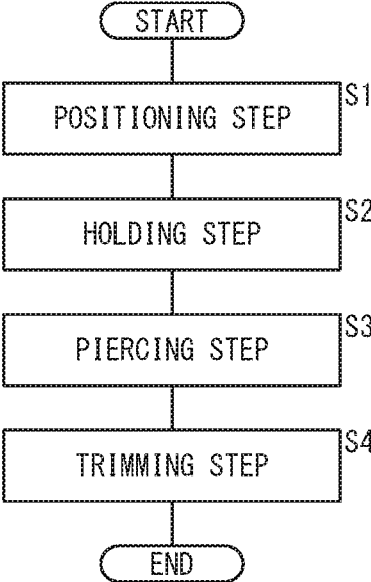 START
POSITIONING STEP
S1
HOLDING STEP
S2
PIERCING STEP
S3
TRIMMING STEP
S4
END